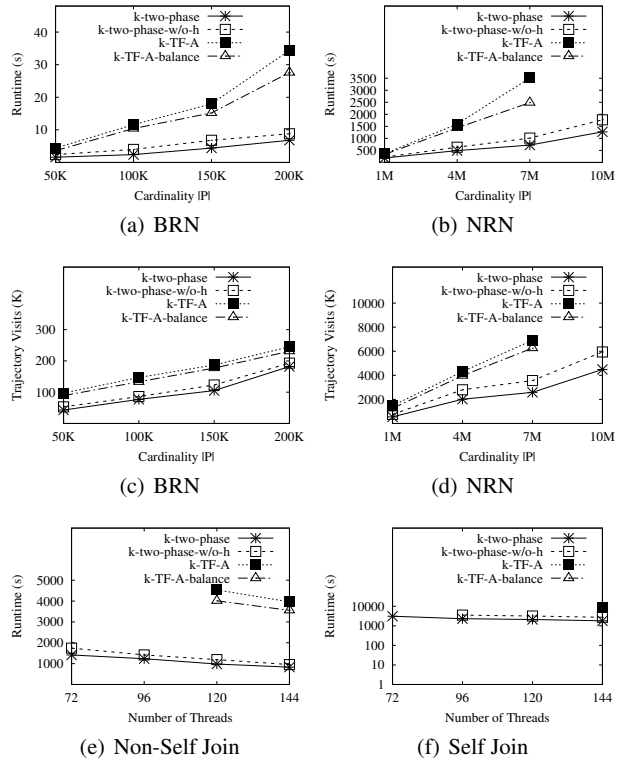 k-two-phase
k-two-phase-w/o-h
k-TF-A
k-TF-A-balance
Runtime (s)
40
30
20
10
50K 100K 150K 200K
Cardinality |P|
(a) BRN
k-two-phase
k-two-phase-w/o-h
k-TF-A
k-TF-A-balance
Runtime (s)
3500
3000
2500
2000
1500
1000
500
1M 4M 7M 10M
Cardinality |P|
(b) NRN
k-two-phase
k-two-phase-w/o-h
k-TF-A
k-TF-A-balance
Trajectory Visits (K)
300
200
100
50K 100K 150K 200K
Cardinality |P|
(c) BRN
k-two-phase
k-two-phase-w/o-h
k-TF-A
k-TF-A-balance
Trajectory Visits (K)
10000
8000
6000
4000
2000
1M 4M 7M 10M
Cardinality |P|
(d) NRN
k-two-phase
k-two-phase-w/o-h
k-TF-A
k-TF-A-balance
Runtime (s)
5000
4000
3000
2000
1000
72 96 120 144
Number of Threads
(e) Non-Self Join
k-two-phase
k-two-phase-w/o-h
k-TF-A
k-TF-A-balance
Runtime (s)
10000
1000
100
10
1
72 96 120 144
Number of Threads
(f) Self Join